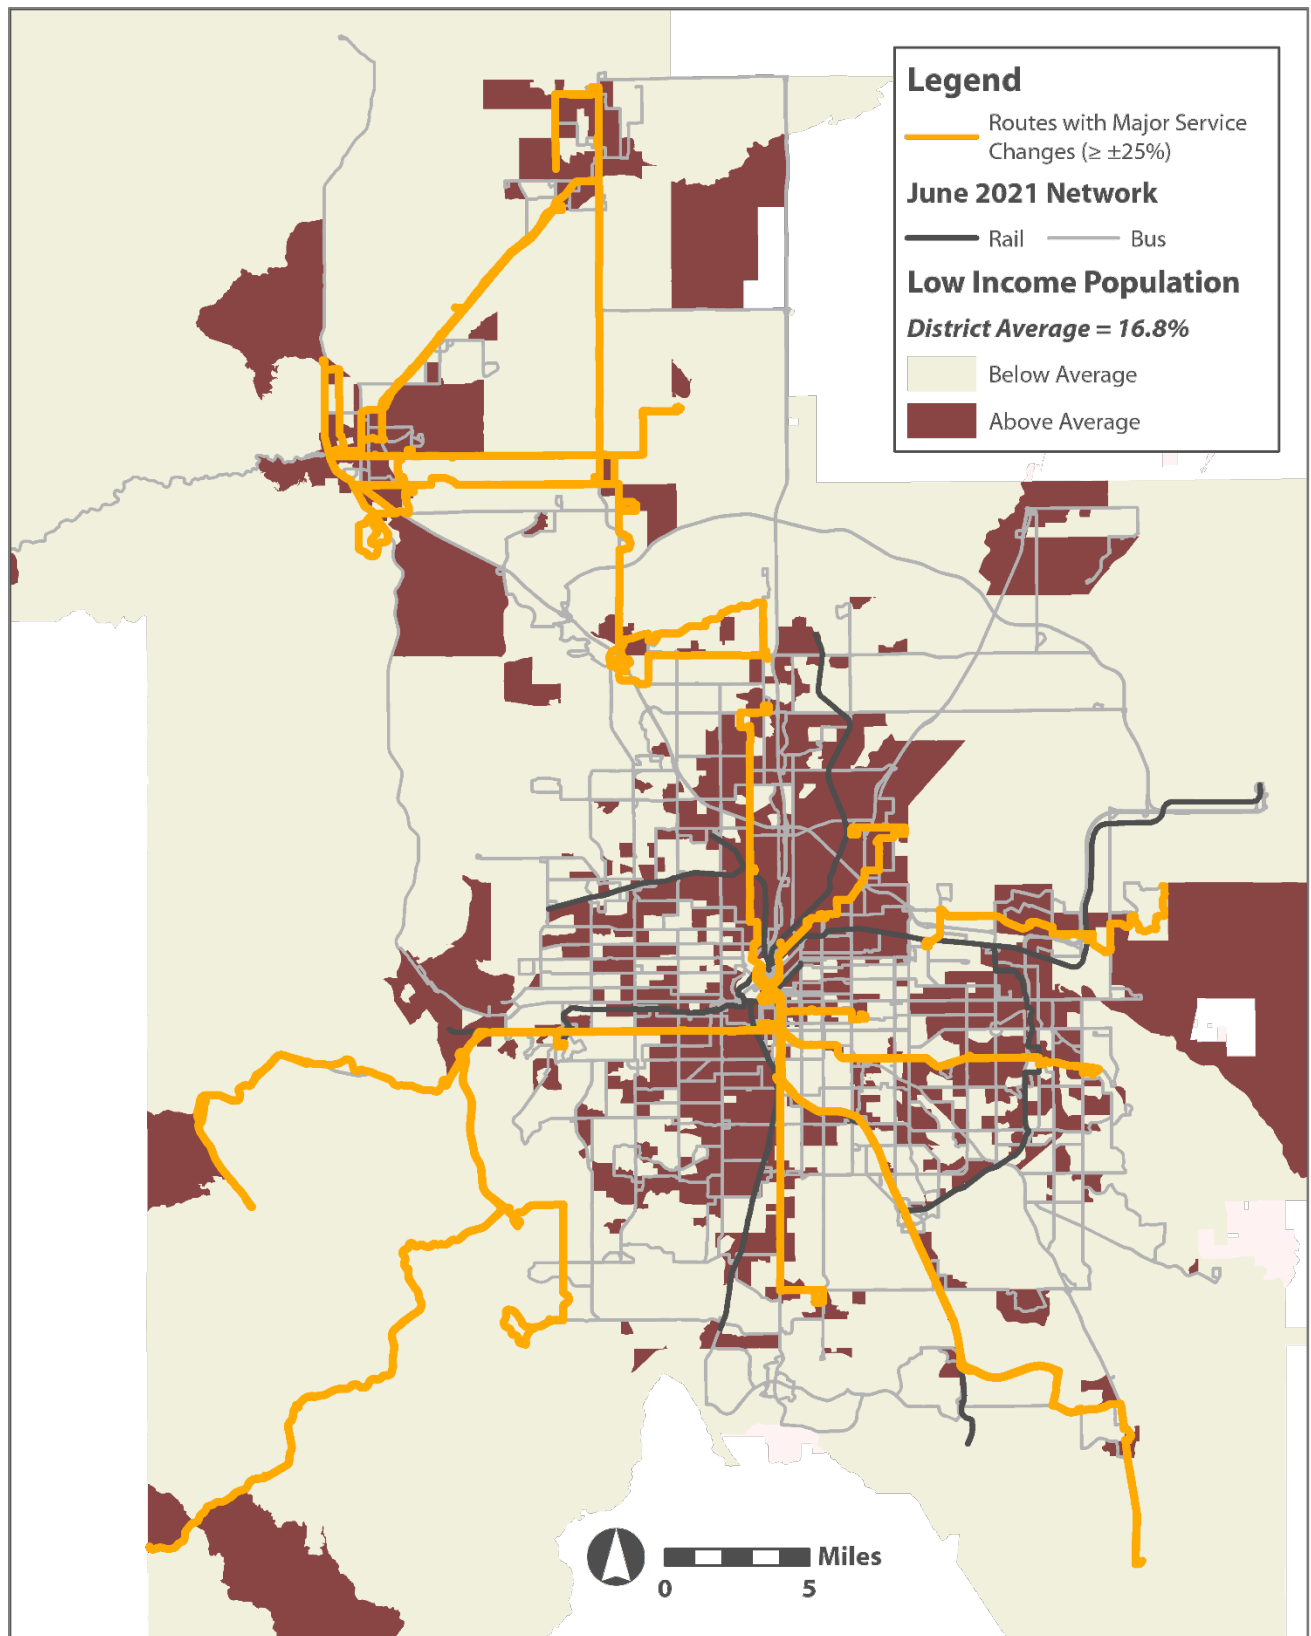 Legend
Routes with Major Service
Changes (≥ ±25%)
June 2021 Network
Rail
Bus
Low Income Population
District Average = 16.8%
Below Average
Above Average
Miles
0
5